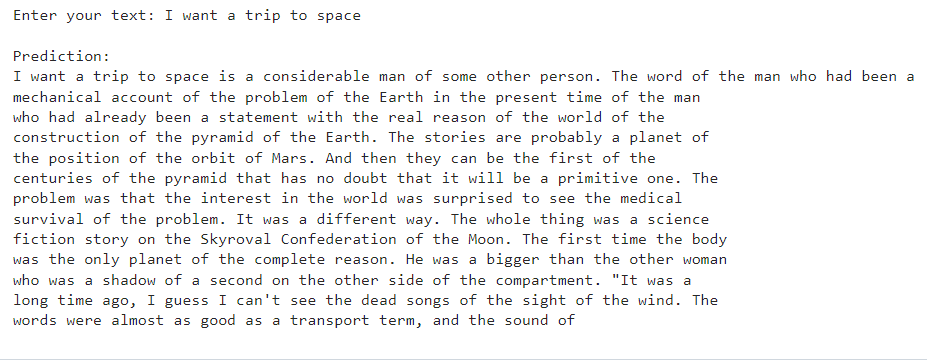 Enter your text: I want a trip to space
Prediction:
I want a trip to space is a considerable man of some other person. The word of the man who had been a
mechanical account of the problem of the Earth in the present time of the man
who had already been a statement with the real reason of the world of the
construction of the pyramid of the Earth. The stories are probably a planet of
the position of the orbit of Mars. And then they can be the first of the
centuries of the pyramid that has no doubt that it will be a primitive one. The
problem was that the interest in the world was surprised to see the medical
survival of the problem. It was a different way. The whole thing was a science
fiction story on the Skyroval Confederation of the Moon. The first time the body
was the only planet of the complete reason. He was a bigger than the other woman
who was a shadow of a second on the other side of the compartment. "It was a
long time ago, I guess I can't see the dead songs of the sight of the wind. The
words were almost as good as a transport term, and the sound of